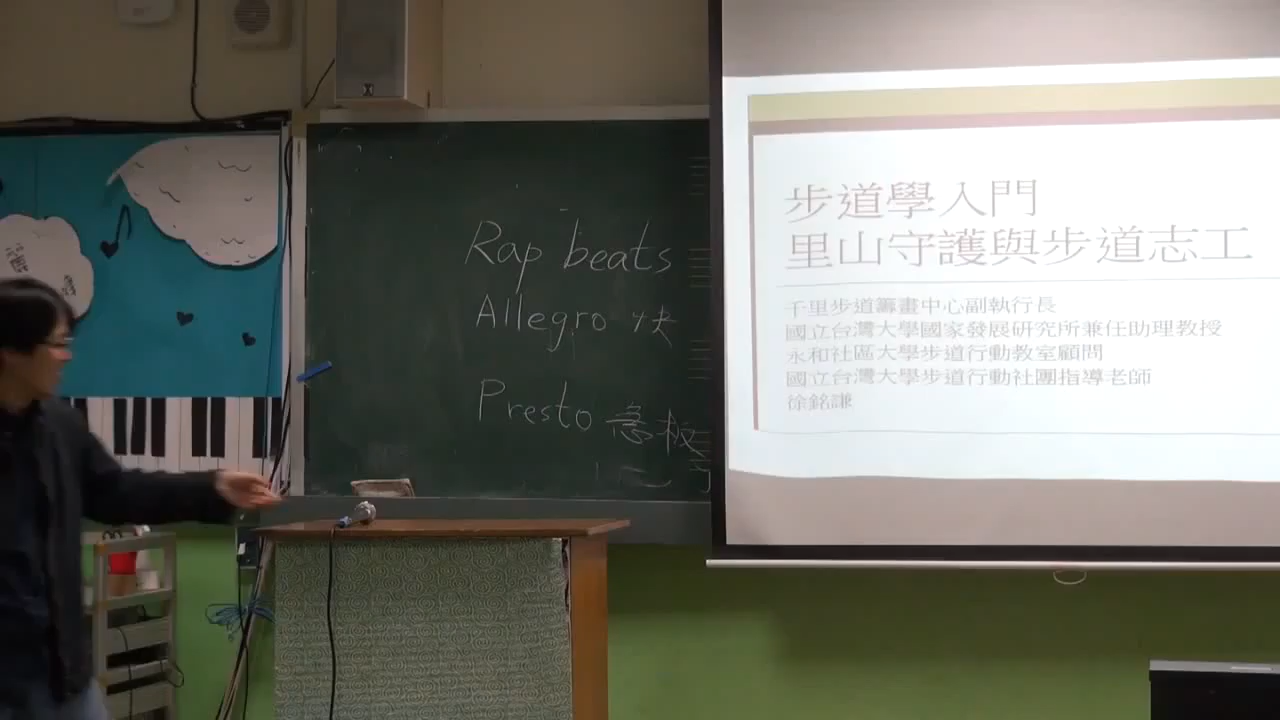 Rap beats
Allegro 快
Presto 急板
步道學入門
里山守護與步道志工
千里步道籌畫中心副執行長
國立台灣大學國家發展研究所兼任助理教授
永和社區大學步道行動教室顧問
國立台灣大學步道行動社團指導老師
徐銘謙